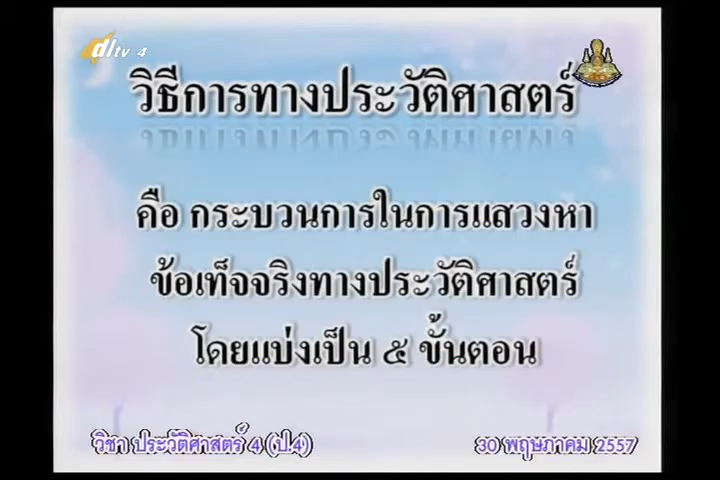 dltv 4
วิธีการทางประวัติศาสตร์
คือ กระบวนการในการแสวงหา
ข้อเท็จจริงทางประวัติศาสตร์
โดยแบ่งเป็น ๕ ขั้นตอน
วิชา ประวัติศาสตร์ 4 (ป.4)
30 พฤษภาคม 2557